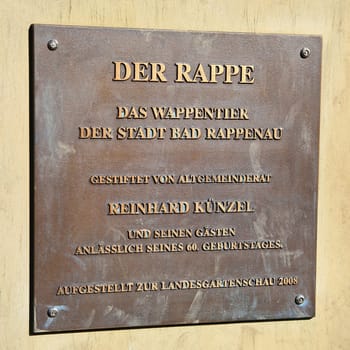 DER RAPPE
DAS WAPPENTIER
DER STADT BAD RAPPENAU
GESTIFTET VON ALTGEMEINDERAT
REINHARD KÜNZEL
UND SEINEN GÄSTEN
ANLÄSSLICH SEINES 60. GEBURTSTAGES.
AUFGESTELLT ZUR LANDESGARTENSCHAU 2008